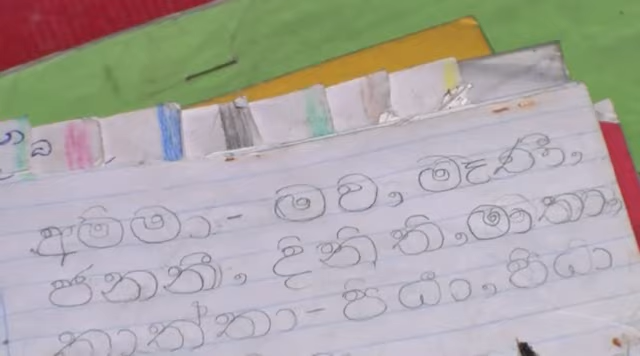 අම්මා - මව, මෑණි,
ජනනී, දිනිති, මාතා,
තාත්තා - පියා, පියා